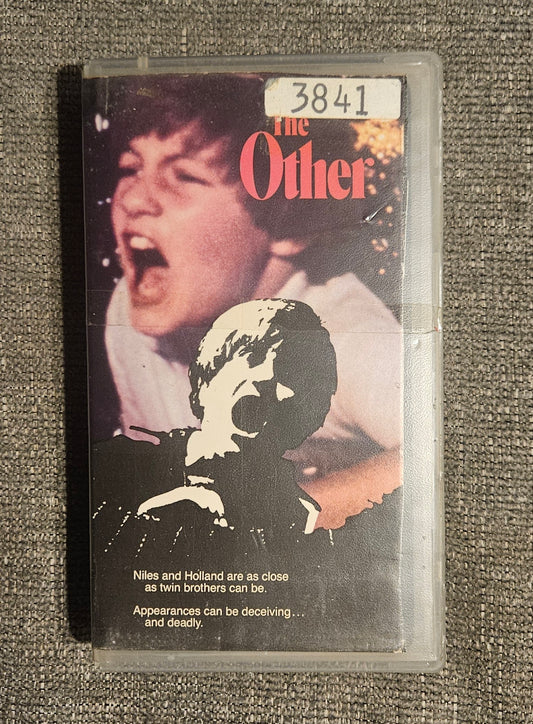 3841
The
Other
Niles and Holland are as close
as twin brothers can be.
Appearances can be deceiving...
and deadly.